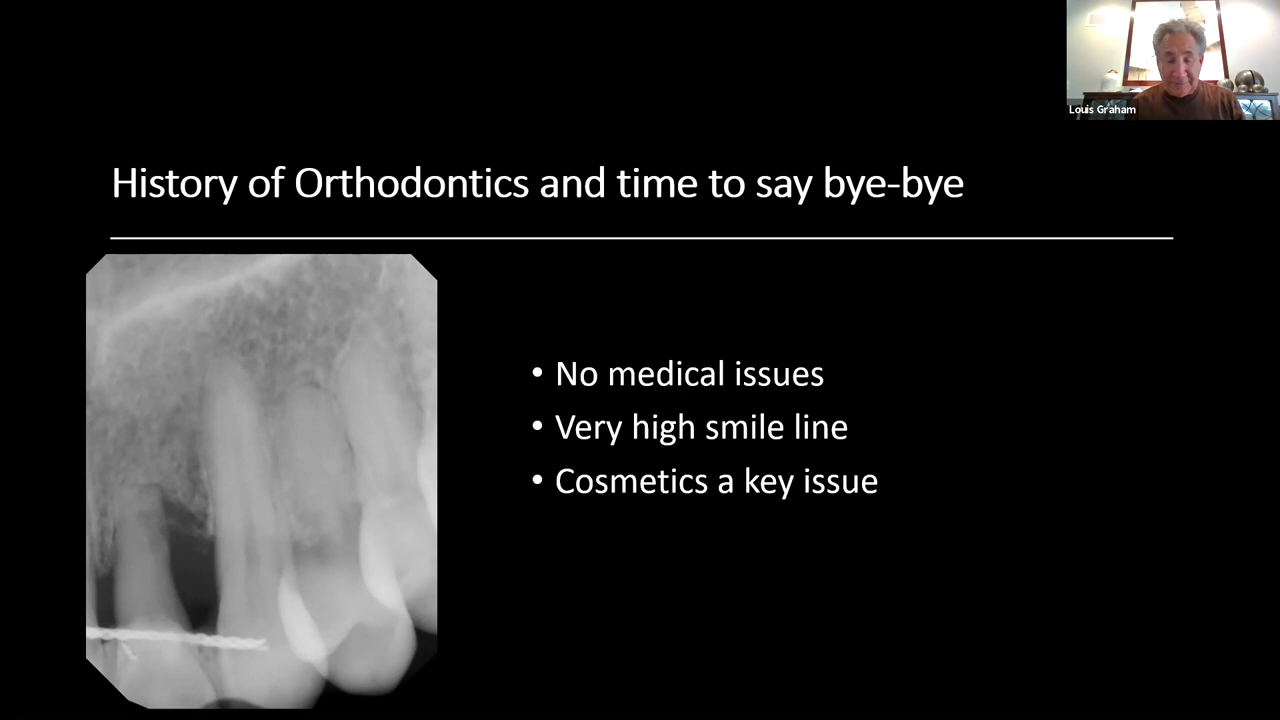 Louis Graham
History of Orthodontics and time to say bye-bye
• No medical issues
• Very high smile line
• Cosmetics a key issue